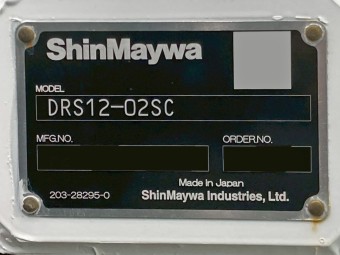 ShinMaywa
MODEL
DRS12-02SC
MFG.NO. ORDER.NO.
Made in Japan
203-28295-0 ShinMaywa Industries, Ltd.